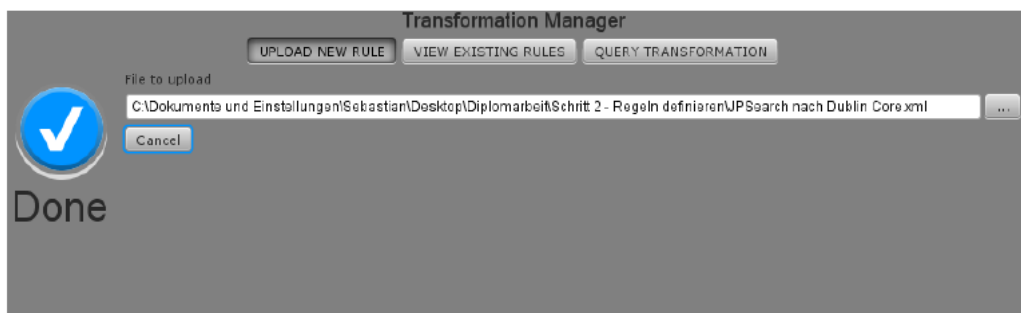 Transformation Manager
UPLOAD NEW RULE VIEW EXISTING RULES QUERY TRANSFORMATION
File to upload
C:\Dokumente und Einstellungen\Sebastian\Desktop\Diplomarbeit\Schritt 2 - Regeln definieren\JPSearch nach Dublin Core.xml ...
Cancel
Done